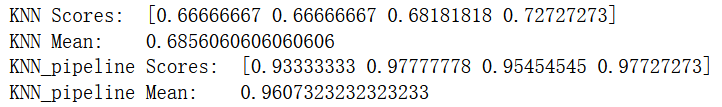 KNN Scores:  [0.66666667 0.66666667 0.68181818 0.72727273]
KNN Mean:    0.6856060606060606
KNN_pipeline Scores:  [0.93333333 0.97777778 0.95454545 0.97727273]
KNN_pipeline Mean:    0.9607323232323233